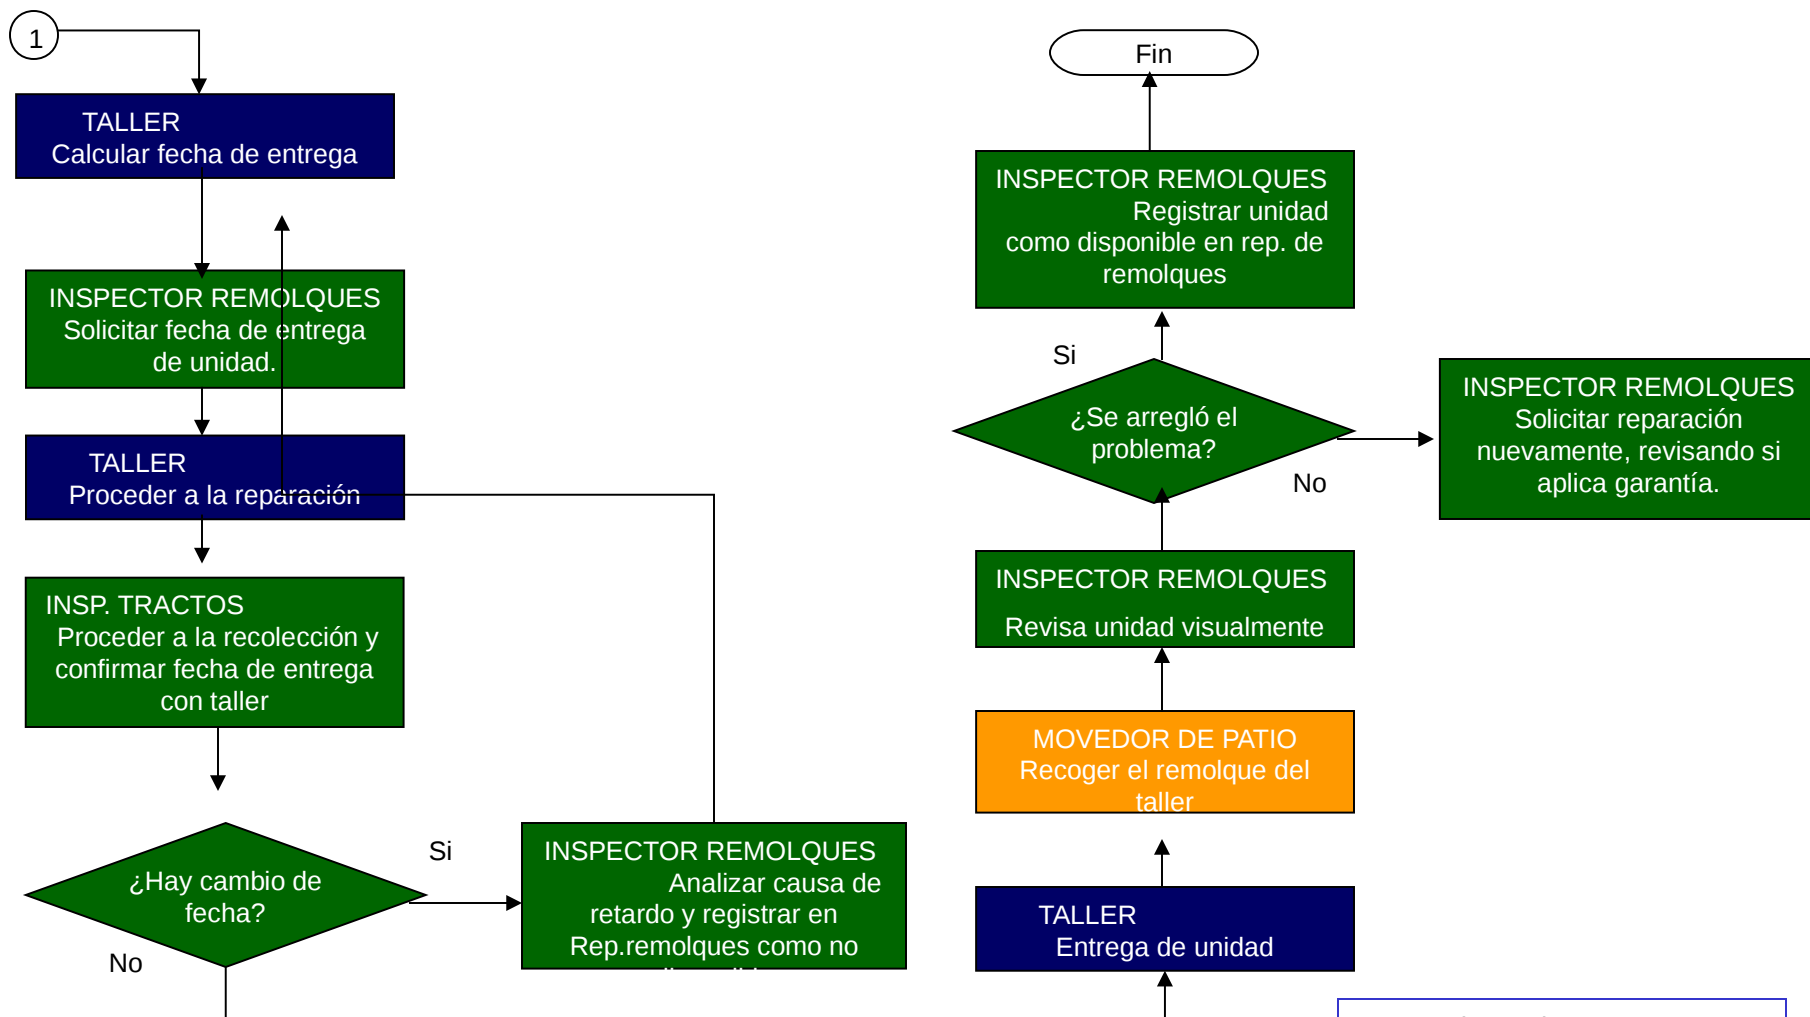 1
TALLER
Calcular fecha de entrega
INSPECTOR REMOLQUES
Solicitar fecha de entrega
de unidad.
TALLER
Proceder a la reparación
INSP. TRACTOS
Proceder a la recolección y
confirmar fecha de entrega
con taller
¿Hay cambio de
fecha?
Si
No
INSPECTOR REMOLQUES
Analizar causa de
retardo y registrar en
Rep.remolques como no
Fin
INSPECTOR REMOLQUES
Registrar unidad
como disponible en rep. de
remolques
Si
¿Se arregló el
problema?
No
INSPECTOR REMOLQUES
Solicitar reparación
nuevamente, revisando si
aplica garantía.
INSPECTOR REMOLQUES
Revisa unidad visualmente
MOVEDOR DE PATIO
Recoger el remolque del
taller
TALLER
Entrega de unidad